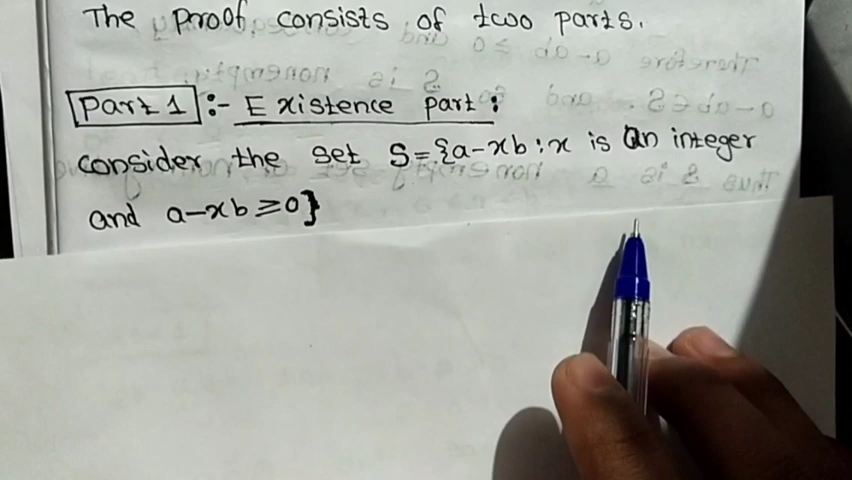 The proof consists of two parts.
Part 1 :- Existence part:
consider the set S={a-xb:x is an integer
and a-xb≥0}